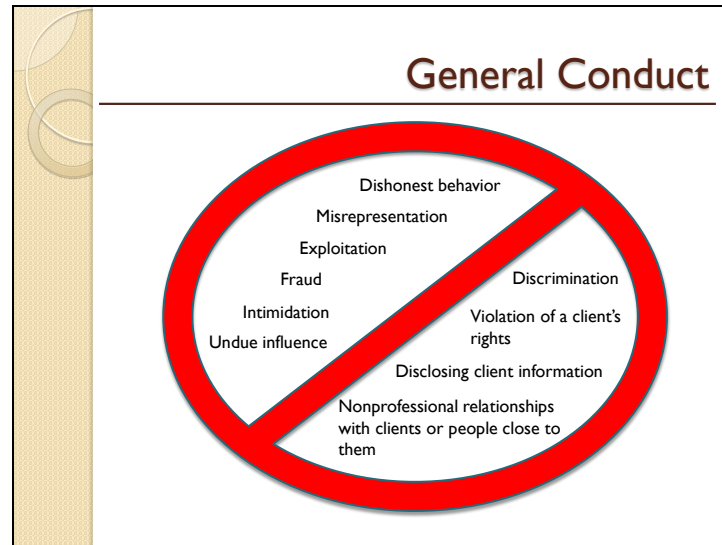 General Conduct
Dishonest behavior
Misrepresentation
Exploitation
Fraud
Intimidation
Undue influence
Discrimination
Violation of a client's
rights
Disclosing client information
Nonprofessional relationships
with clients or people close to
them